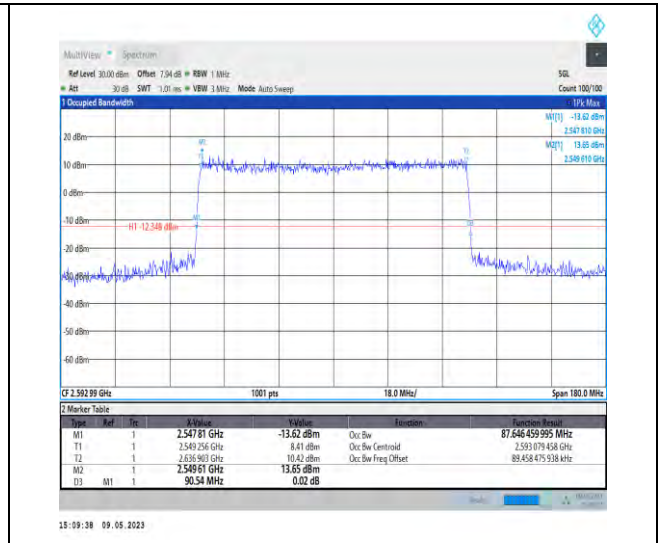 MultiView Spectrum
Ref Level 30.00 dBm Offset 7.94 dB RBW 1 MHz SGL
Att 30 dB SWT 1.01 ms VBW 3 MHz Mode Auto Sweep Count 100/100
1 Occupied Bandwidth 1Pk Max
M1[1] -13.62 dBm
2.547 810 GHz
M2[1] 13.65 dBm
2.549 610 GHz
20 dBm
M2
T1
T2
10 dBm
0 dBm
-10 dBm
M1
D3
H1 -12.348 dBm
-20 dBm
-30 dBm
-40 dBm
-50 dBm
-60 dBm
CF 2.592 99 GHz 1001 pts 18.0 MHz/ Span 180.0 MHz
2 Marker Table
Type Ref Trc X-Value Y-Value Function Function Result
M1 1 2.547 81 GHz -13.62 dBm Occ Bw 87.646 459 995 MHz
T1 1 2.549 256 GHz 8.41 dBm Occ Bw Centroid 2.593 079 458 GHz
T2 1 2.636 903 GHz 10.42 dBm Occ Bw Freq Offset 89.458 475 938 kHz
M2 1 2.549 61 GHz 13.65 dBm
D3 M1 1 90.54 MHz 0.02 dB
15:09:38 09.05.2023